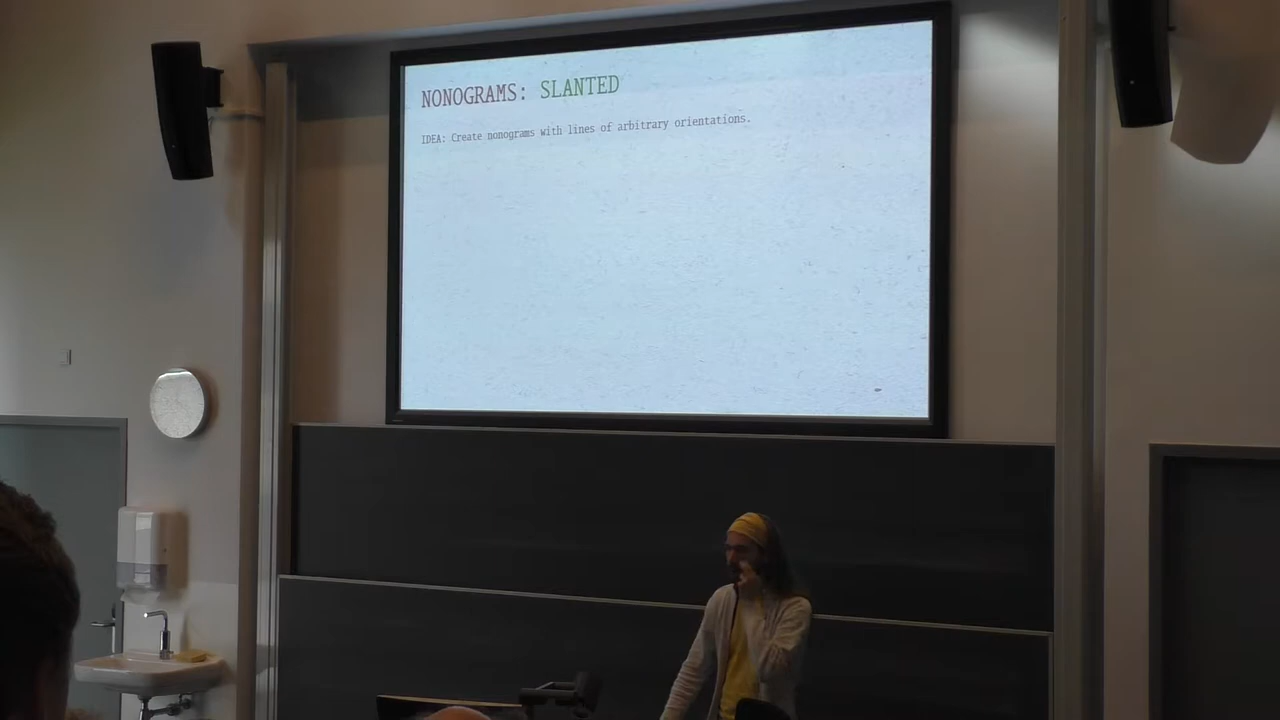 NONOGRAMS: SLANTED
IDEA: Create nonograms with lines of arbitrary orientations.